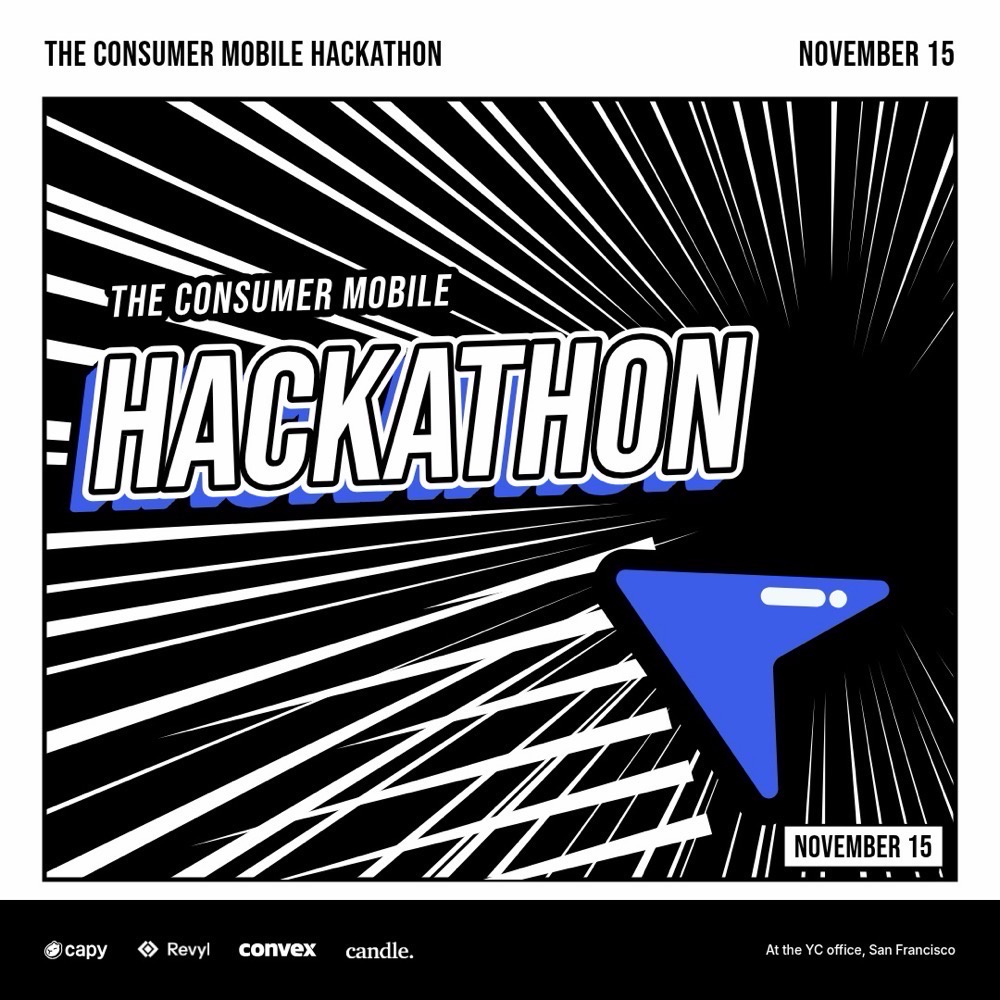 THE CONSUMER MOBILE HACKATHON
NOVEMBER 15
THE CONSUMER MOBILE
HACKATHON
NOVEMBER 15
capy
Revyl
convex
candle.
At the YC office, San Francisco